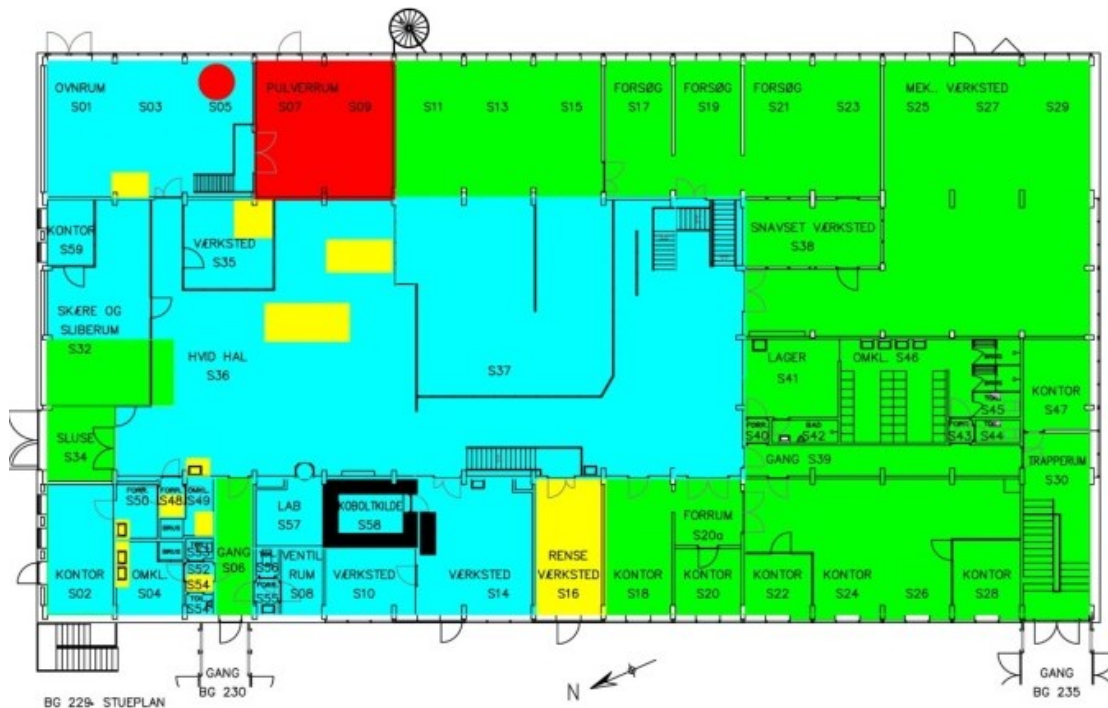 OVNRUM
S01
S03
S05
PULVERRUM
S07
S09
S11
S13
S15
FORSØG
S17
FORSØG
S19
FORSØG
S21
S23
MEK. VÆRKSTED
S25
S27
S29
KONTOR
S59
VÆRKSTED
S35
SNAVSET VÆRKSTED
S38
SKÆRE OG
SLIBERUM
S32
HVID HAL
S36
S37
LAGER
S41
OMKL. S46
KONTOR
S47
S45
SLUSE
S34
S40
BAD
S42
S43
S44
GANG S39
TRAPPERUM
S30
S50
S48
OMKL.
S49
LAB
S57
KOBOLTKILDE
S58
FORRUM
S20a
GANG
S06
S53
S52
S54
S54
S56
S55
VENTIL
RUM
S08
KONTOR
S02
OMKL.
S04
VÆRKSTED
S10
VÆRKSTED
S14
RENSE
VÆRKSTED
S16
KONTOR
S18
KONTOR
S20
KONTOR
S22
KONTOR
S24
S26
KONTOR
S28
GANG
BG 230
GANG
BG 235
N
BG 229- STUEPLAN